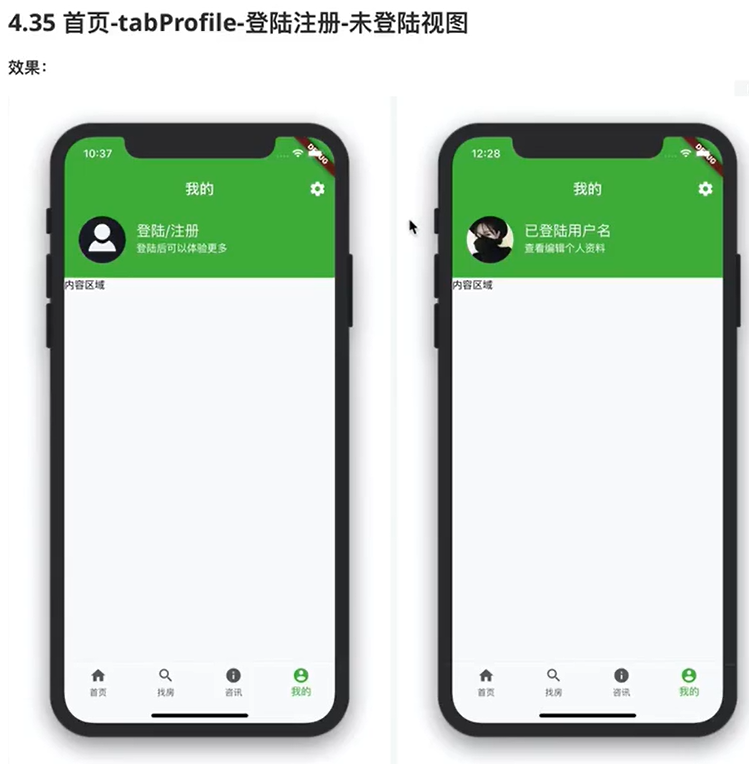 4.35 首页-tabProfile-登陆注册-未登陆视图
效果：
10:37
DEBUG
我的
登陆/注册
登陆后可以体验更多
内容区域
首页
找房
咨讯
我的
12:28
DEBUG
我的
已登陆用户名
查看编辑个人资料
内容区域
首页
找房
咨讯
我的